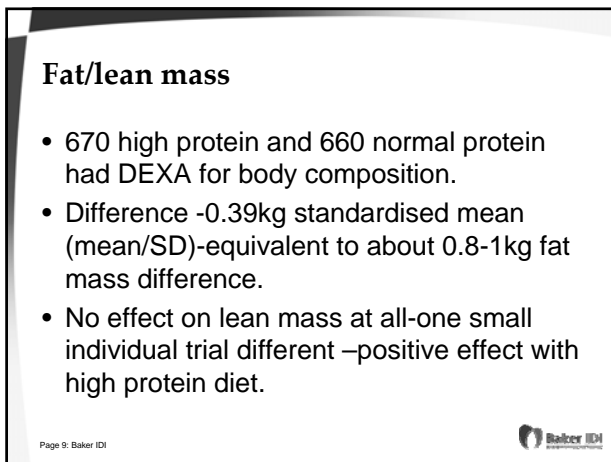 Fat/lean mass
• 670 high protein and 660 normal protein
had DEXA for body composition.
• Difference -0.39kg standardised mean
(mean/SD)-equivalent to about 0.8-1kg fat
mass difference.
• No effect on lean mass at all-one small
individual trial different –positive effect with
high protein diet.
Page 9: Baker IDI
Baker IDI